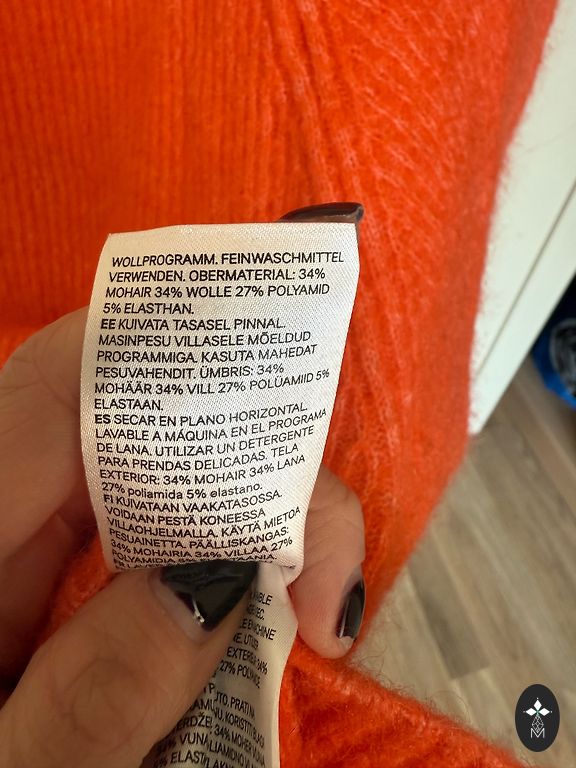 WOLLPROGRAMM. FEINWASCHMITTEL
VERWENDEN. OBERMATERIAL: 34%
MOHAIR 34% WOLLE 27% POLYAMID
5% ELASTHAN.
EE KUIVATA TASASEL PINNAL.
MASINPESU VILLASELE MÕELDUD
PROGRAMMIGA. KASUTA MAHEDAT
PESUVAHENDIT. ÜMBRIS: 34%
MOHÄÄR 34% VILL 27% POLÜAMIID 5%
ELASTAAN.
ES SECAR EN PLANO HORIZONTAL.
LAVABLE A MÁQUINA EN EL PROGRAMA
DE LANA. UTILIZAR UN DETERGENTE
PARA PRENDAS DELICADAS. TELA
EXTERIOR: 34% MOHAIR 34% LANA
27% poliamida 5% elastano.
FI KUIVATAAN VAAKATASOSSA.
VOIDAAN PESTÄ KONEESSA
VILLAOHJELMALLA. KÄYTÄ MIETOA
PESUAINETTA. PÄÄLLISKANGAS:
34% MOHAIRIA 34% VILLAA 27%
POLYAMIDIA 5%
34% MOHER
M